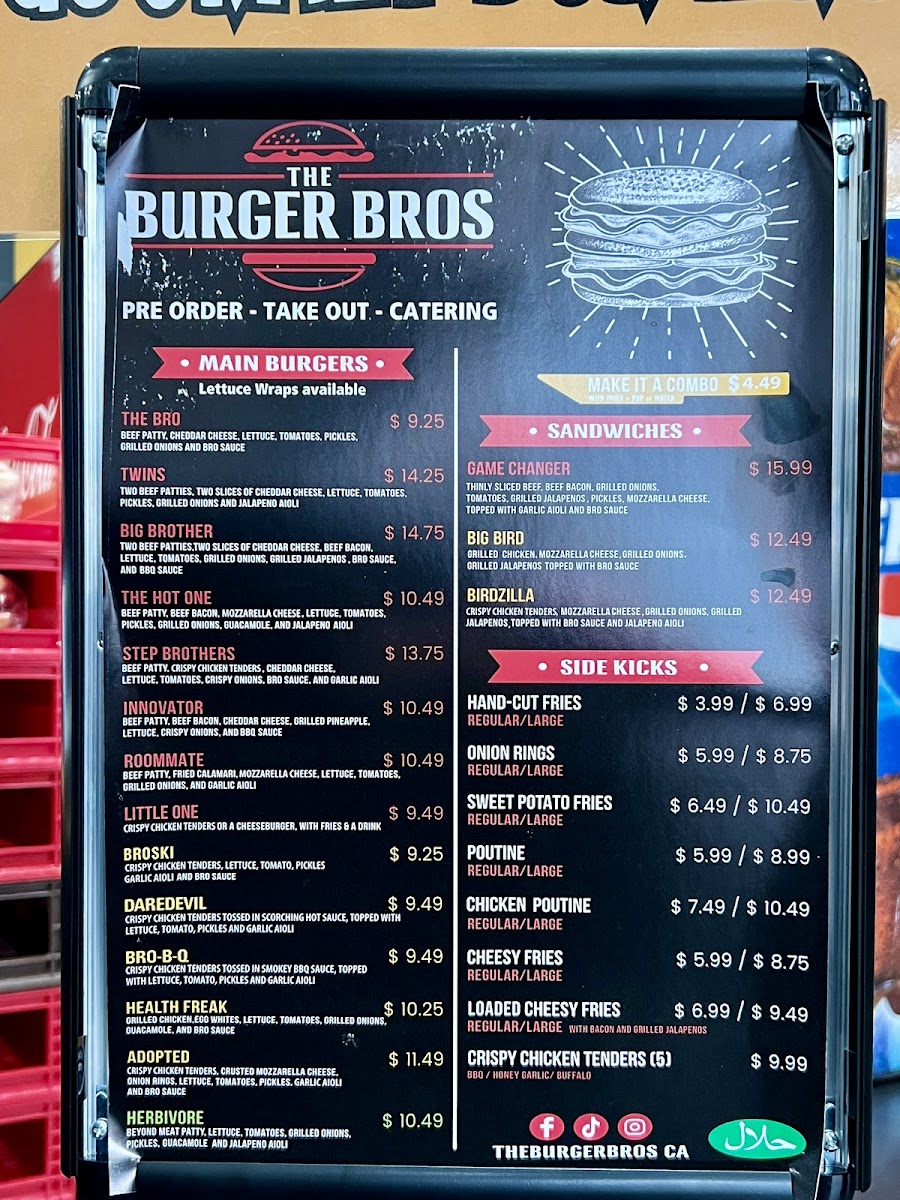 THE
BURGER BROS
PRE ORDER - TAKE OUT - CATERING
• MAIN BURGERS •
Lettuce Wraps available
THE BRO $ 9.25
BEEF PATTY, CHEDDAR CHEESE, LETTUCE, TOMATOES, PICKLES,
GRILLED ONIONS AND BRO SAUCE
TWINS $ 14.25
TWO BEEF PATTIES, TWO SLICES OF CHEDDAR CHEESE, LETTUCE, TOMATOES,
PICKLES, GRILLED ONIONS AND JALAPENO AIOLI
BIG BROTHER $ 14.75
TWO BEEF PATTIES,TWO SLICES OF CHEDDAR CHEESE, BEEF BACON,
LETTUCE, TOMATOES, GRILLED ONIONS, GRILLED JALAPENOS , BRO SAUCE,
AND BBQ SAUCE
THE HOT ONE $ 10.49
BEEF PATTY, BEEF BACON, MOZZARELLA CHEESE, LETTUCE, TOMATOES,
PICKLES, GRILLED ONIONS, GUACAMOLE, AND JALAPENO AIOLI
STEP BROTHERS $ 13.75
BEEF PATTY, CRISPY CHICKEN TENDERS , CHEDDAR CHEESE,
LETTUCE, TOMATOES, CRISPY ONIONS, BRO SAUCE, AND GARLIC AIOLI
INNOVATOR $ 10.49
BEEF PATTY, BEEF BACON, CHEDDAR CHEESE, GRILLED PINEAPPLE,
LETTUCE, CRISPY ONIONS, AND BBQ SAUCE
ROOMMATE $ 10.49
BEEF PATTY, FRIED CALAMARI, MOZZARELLA CHEESE, LETTUCE, TOMATOES,
GRILLED ONIONS, AND GARLIC AIOLI
LITTLE ONE $ 9.49
CRISPY CHICKEN TENDERS OR A CHEESEBURGER, WITH FRIES & A DRINK
BROSKI $ 9.25
CRISPY CHICKEN TENDERS, LETTUCE, TOMATO, PICKLES
GARLIC AIOLI AND BRO SAUCE
DAREDEVIL $ 9.49
CRISPY CHICKEN TENDERS TOSSED IN SCORCHING HOT SAUCE, TOPPED WITH
LETTUCE, TOMATO, PICKLES AND GARLIC AIOLI
BRO-B-Q $ 9.49
CRISPY CHICKEN TENDERS TOSSED IN SMOKEY BBQ SAUCE, TOPPED
WITH LETTUCE, TOMATO, PICKLES AND GARLIC AIOLI
HEALTH FREAK $ 10.25
GRILLED CHICKEN,EGG WHITES, LETTUCE, TOMATOES, GRILLED ONIONS,
GUACAMOLE, AND BRO SAUCE
ADOPTED $ 11.49
CRISPY CHICKEN TENDERS, CRUSTED MOZZARELLA CHEESE,
ONION RINGS, LETTUCE, TOMATOES, PICKLES, GARLIC AIOLI
AND BRO SAUCE
HERBIVORE $ 10.49
BEYOND MEAT PATTY, LETTUCE, TOMATOES, GRILLED ONIONS,
PICKLES, GUACAMOLE AND JALAPENO AIOLI
MAKE IT A COMBO $4.49
WITH FRIES + POP or WATER
• SANDWICHES •
GAME CHANGER $ 15.99
THINLY SLICED BEEF, BEEF BACON, GRILLED ONIONS,
TOMATOES, GRILLED JALAPENOS , PICKLES, MOZZARELLA CHEESE,
TOPPED WITH GARLIC AIOLI AND BRO SAUCE
BIG BIRD $ 12.49
GRILLED CHICKEN, MOZZARELLA CHEESE, GRILLED ONIONS,
GRILLED JALAPENOS TOPPED WITH BRO SAUCE
BIRDZILLA $ 12.49
CRISPY CHICKEN TENDERS, MOZZARELLA CHEESE, GRILLED ONIONS, GRILLED
JALAPENOS,TOPPED WITH BRO SAUCE AND JALAPENO AIOLI
• SIDE KICKS •
HAND-CUT FRIES $ 3.99 / $ 6.99
REGULAR/LARGE
ONION RINGS $ 5.99 / $ 8.75
REGULAR/LARGE
SWEET POTATO FRIES $ 6.49 / $ 10.49
REGULAR/LARGE
POUTINE $ 5.99 / $ 8.99
REGULAR/LARGE
CHICKEN POUTINE $ 7.49 / $ 10.49
REGULAR/LARGE
CHEESY FRIES $ 5.99 / $ 8.75
REGULAR/LARGE
LOADED CHEESY FRIES $ 6.99 / $ 9.49
REGULAR/LARGE WITH BACON AND GRILLED JALAPENOS
CRISPY CHICKEN TENDERS (5) $ 9.99
BBQ / HONEY GARLIC/ BUFFALO
THEBURGERBROS CA
حلال